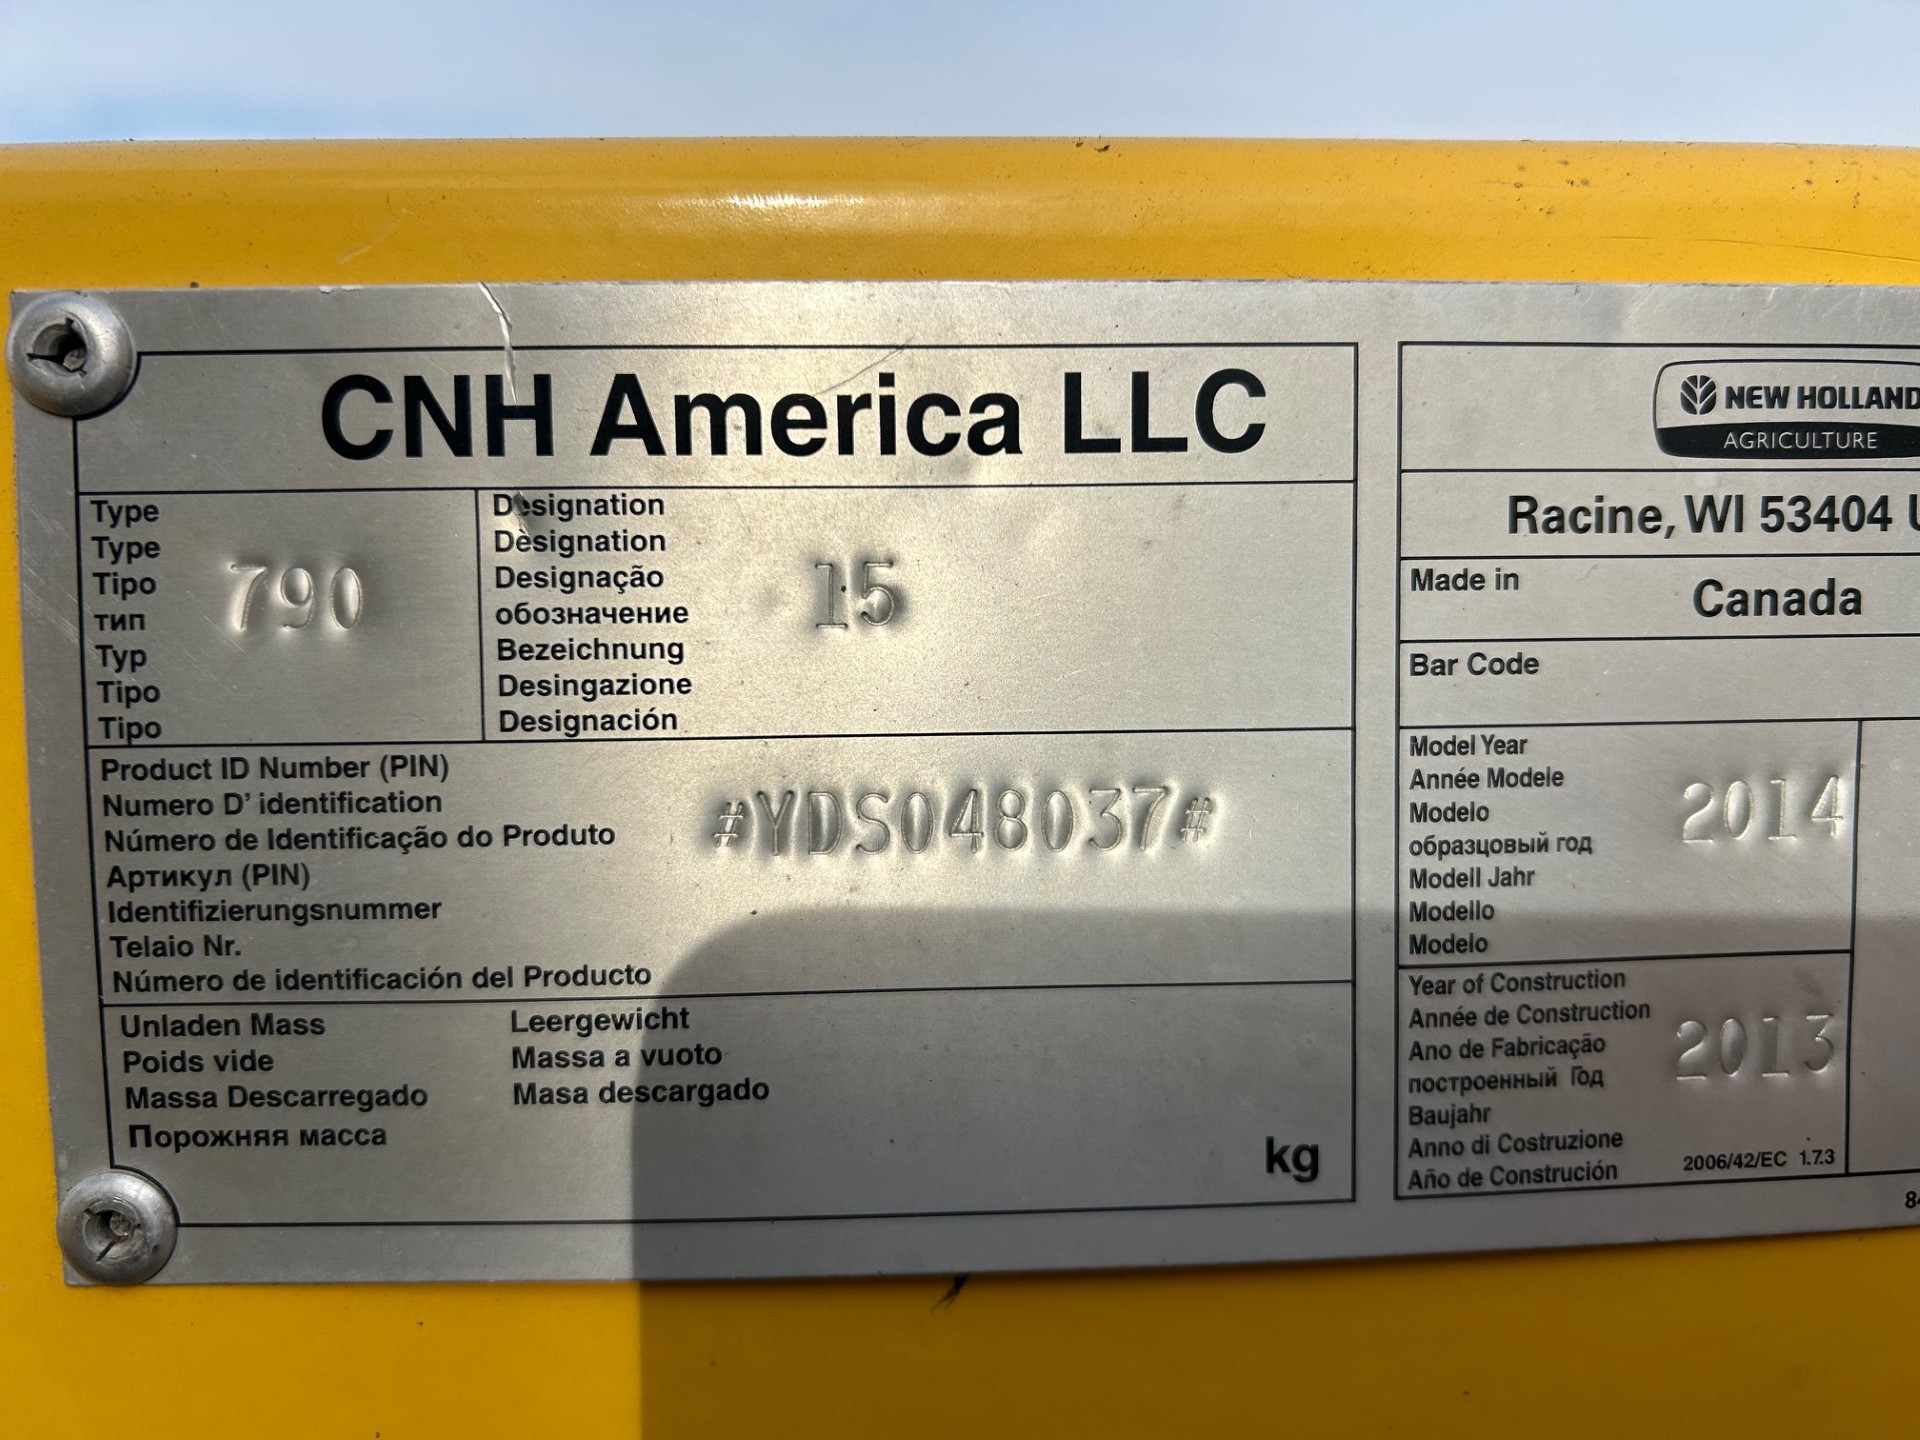 CNH America LLC
Type
Type
Tipo
тип
Typ
Tipo
Tipo
790
Designation
Dèsignation
Designação
обозначение
Bezeichnung
Desingazione
Designación
15
Product ID Number (PIN)
Numero D' identification
Número de Identificação do Produto
Артикул (PIN)
Identifizierungsnummer
Telaio Nr.
Número de identificación del Producto
#YDS048037#
Unladen Mass
Poids vide
Massa Descarregado
Порожняя масса
Leergewicht
Massa a vuoto
Masa descargado
kg
NEW HOLLAND
AGRICULTURE
Racine, WI 53404
Made in
Canada
Bar Code
Model Year
Année Modele
Modelo
образцовый год
Modell Jahr
Modello
Modelo
2014
Year of Construction
Année de Construction
Ano de Fabricação
построенный Год
Baujahr
Anno di Costruzione
Año de Construción
2013
2006/42/EC 1.7.3